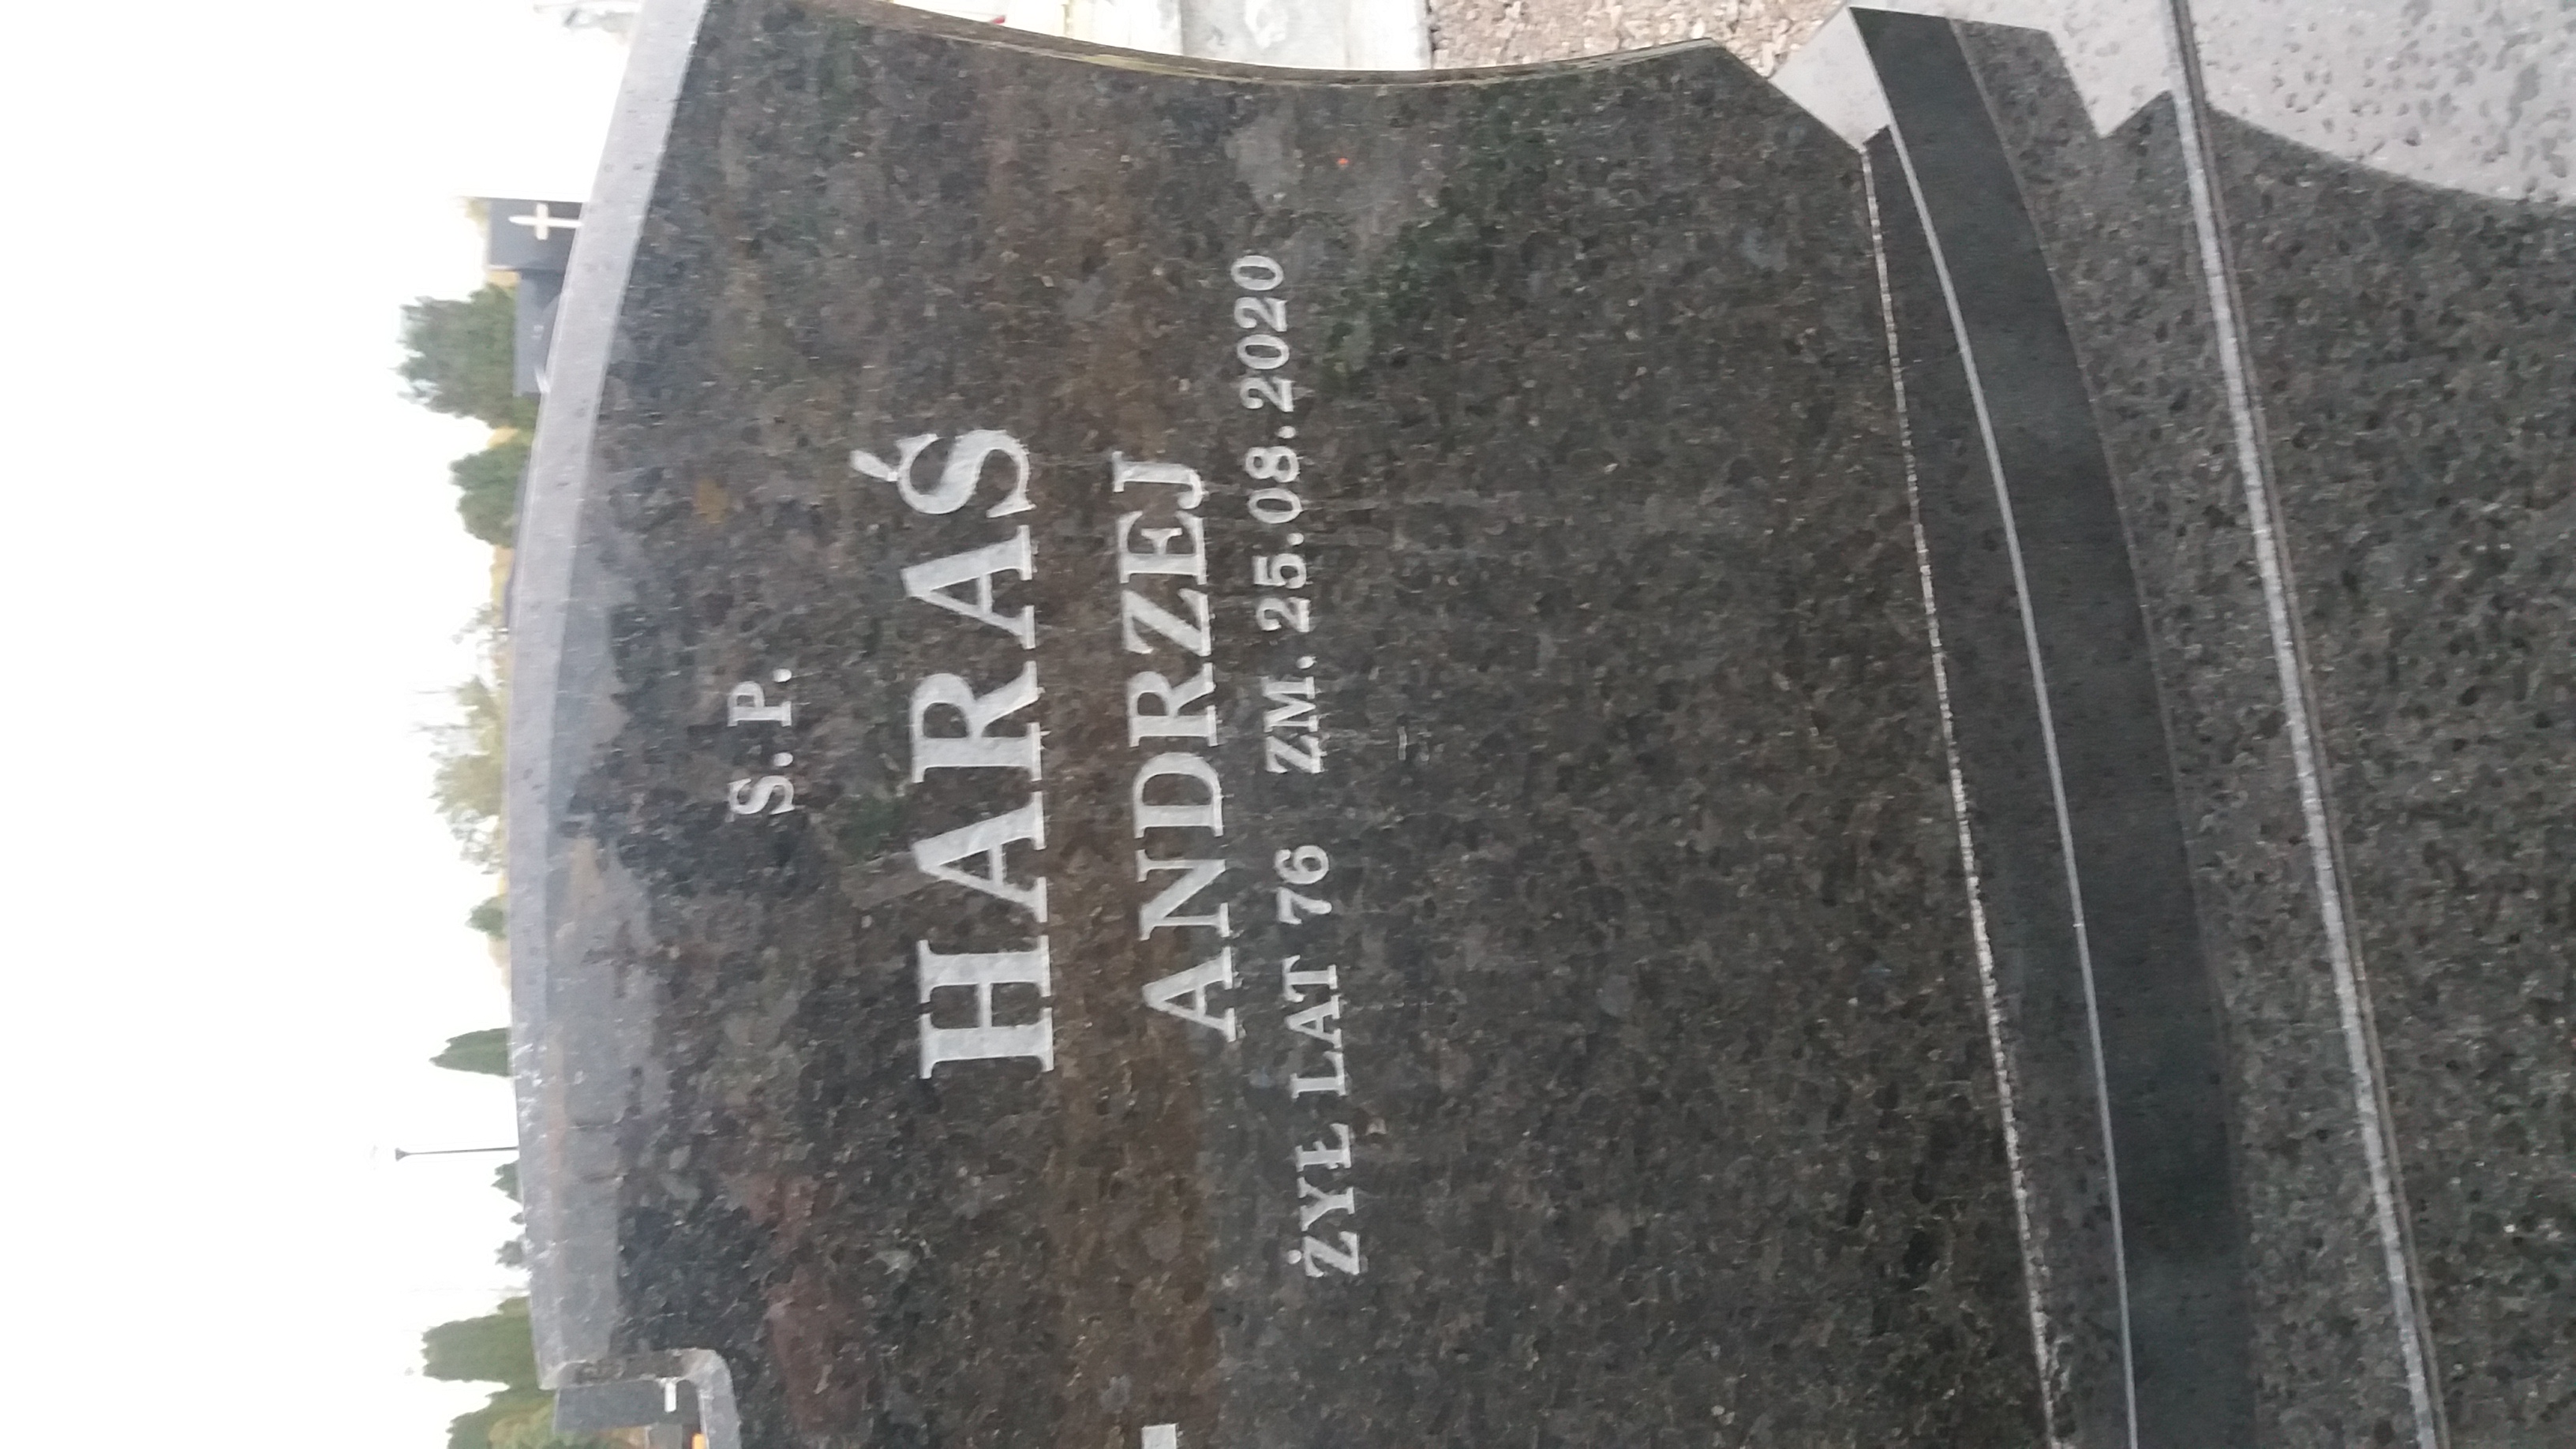 S.P.
HARAŚ
ANDRZEJ
ŻYŁ LAT 76 ZM. 25.08.2020